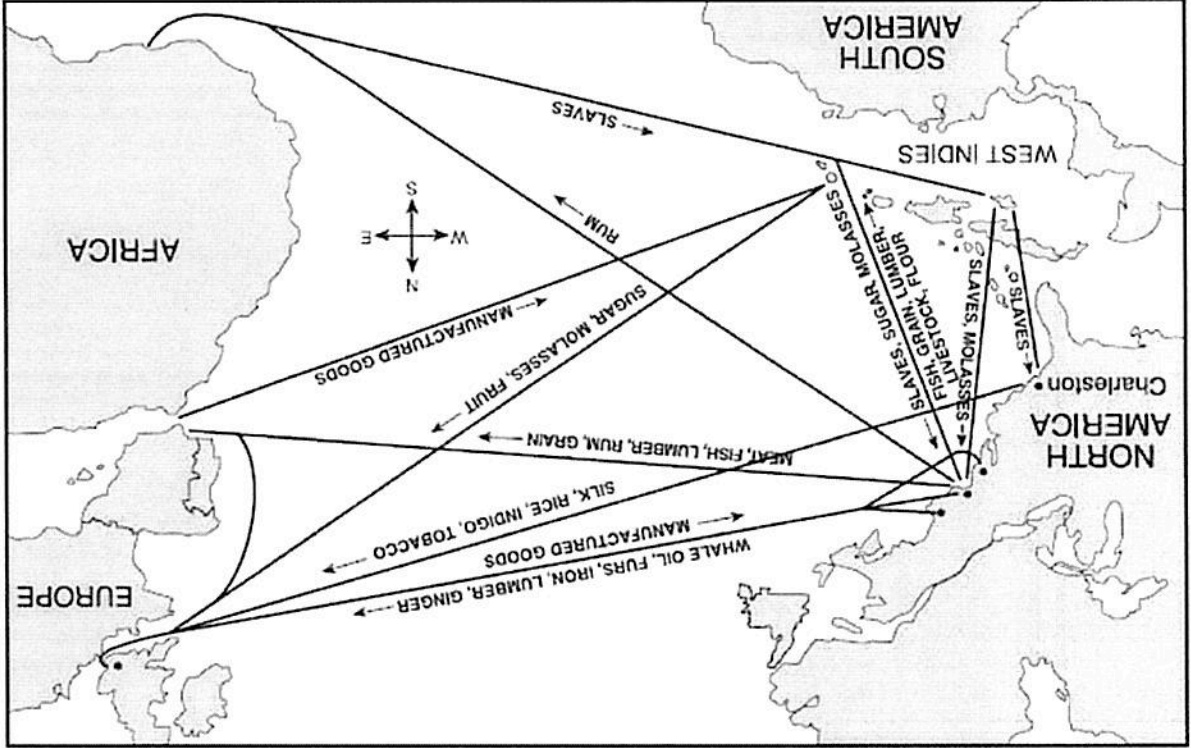 NORTH
AMERICA
Charleston
EUROPE
AFRICA
SOUTH
AMERICA
WEST INDIES
WHALE OIL, FURS, IRON, LUMBER, GINGER
MANUFACTURED GOODS
SILK, RICE, INDIGO, TOBACCO
MEAT, FISH, LUMBER, RUM, GRAIN
SUGAR, MOLASSES, FRUIT
MANUFACTURED GOODS
RUM
SLAVES
SLAVES
SLAVES, MOLASSES
FISH, GRAIN, LUMBER,
LIVESTOCK, FLOUR
SLAVES, SUGAR, MOLASSES
N
W
E
S